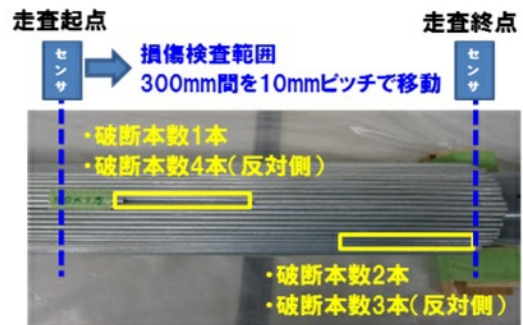 走査起点
走査終点
センサ
センサ
損傷検査範囲
300mm間を10mmピッチで移動
・破断本数1本
・破断本数4本(反対側)
・破断本数2本
・破断本数3本(反対側)